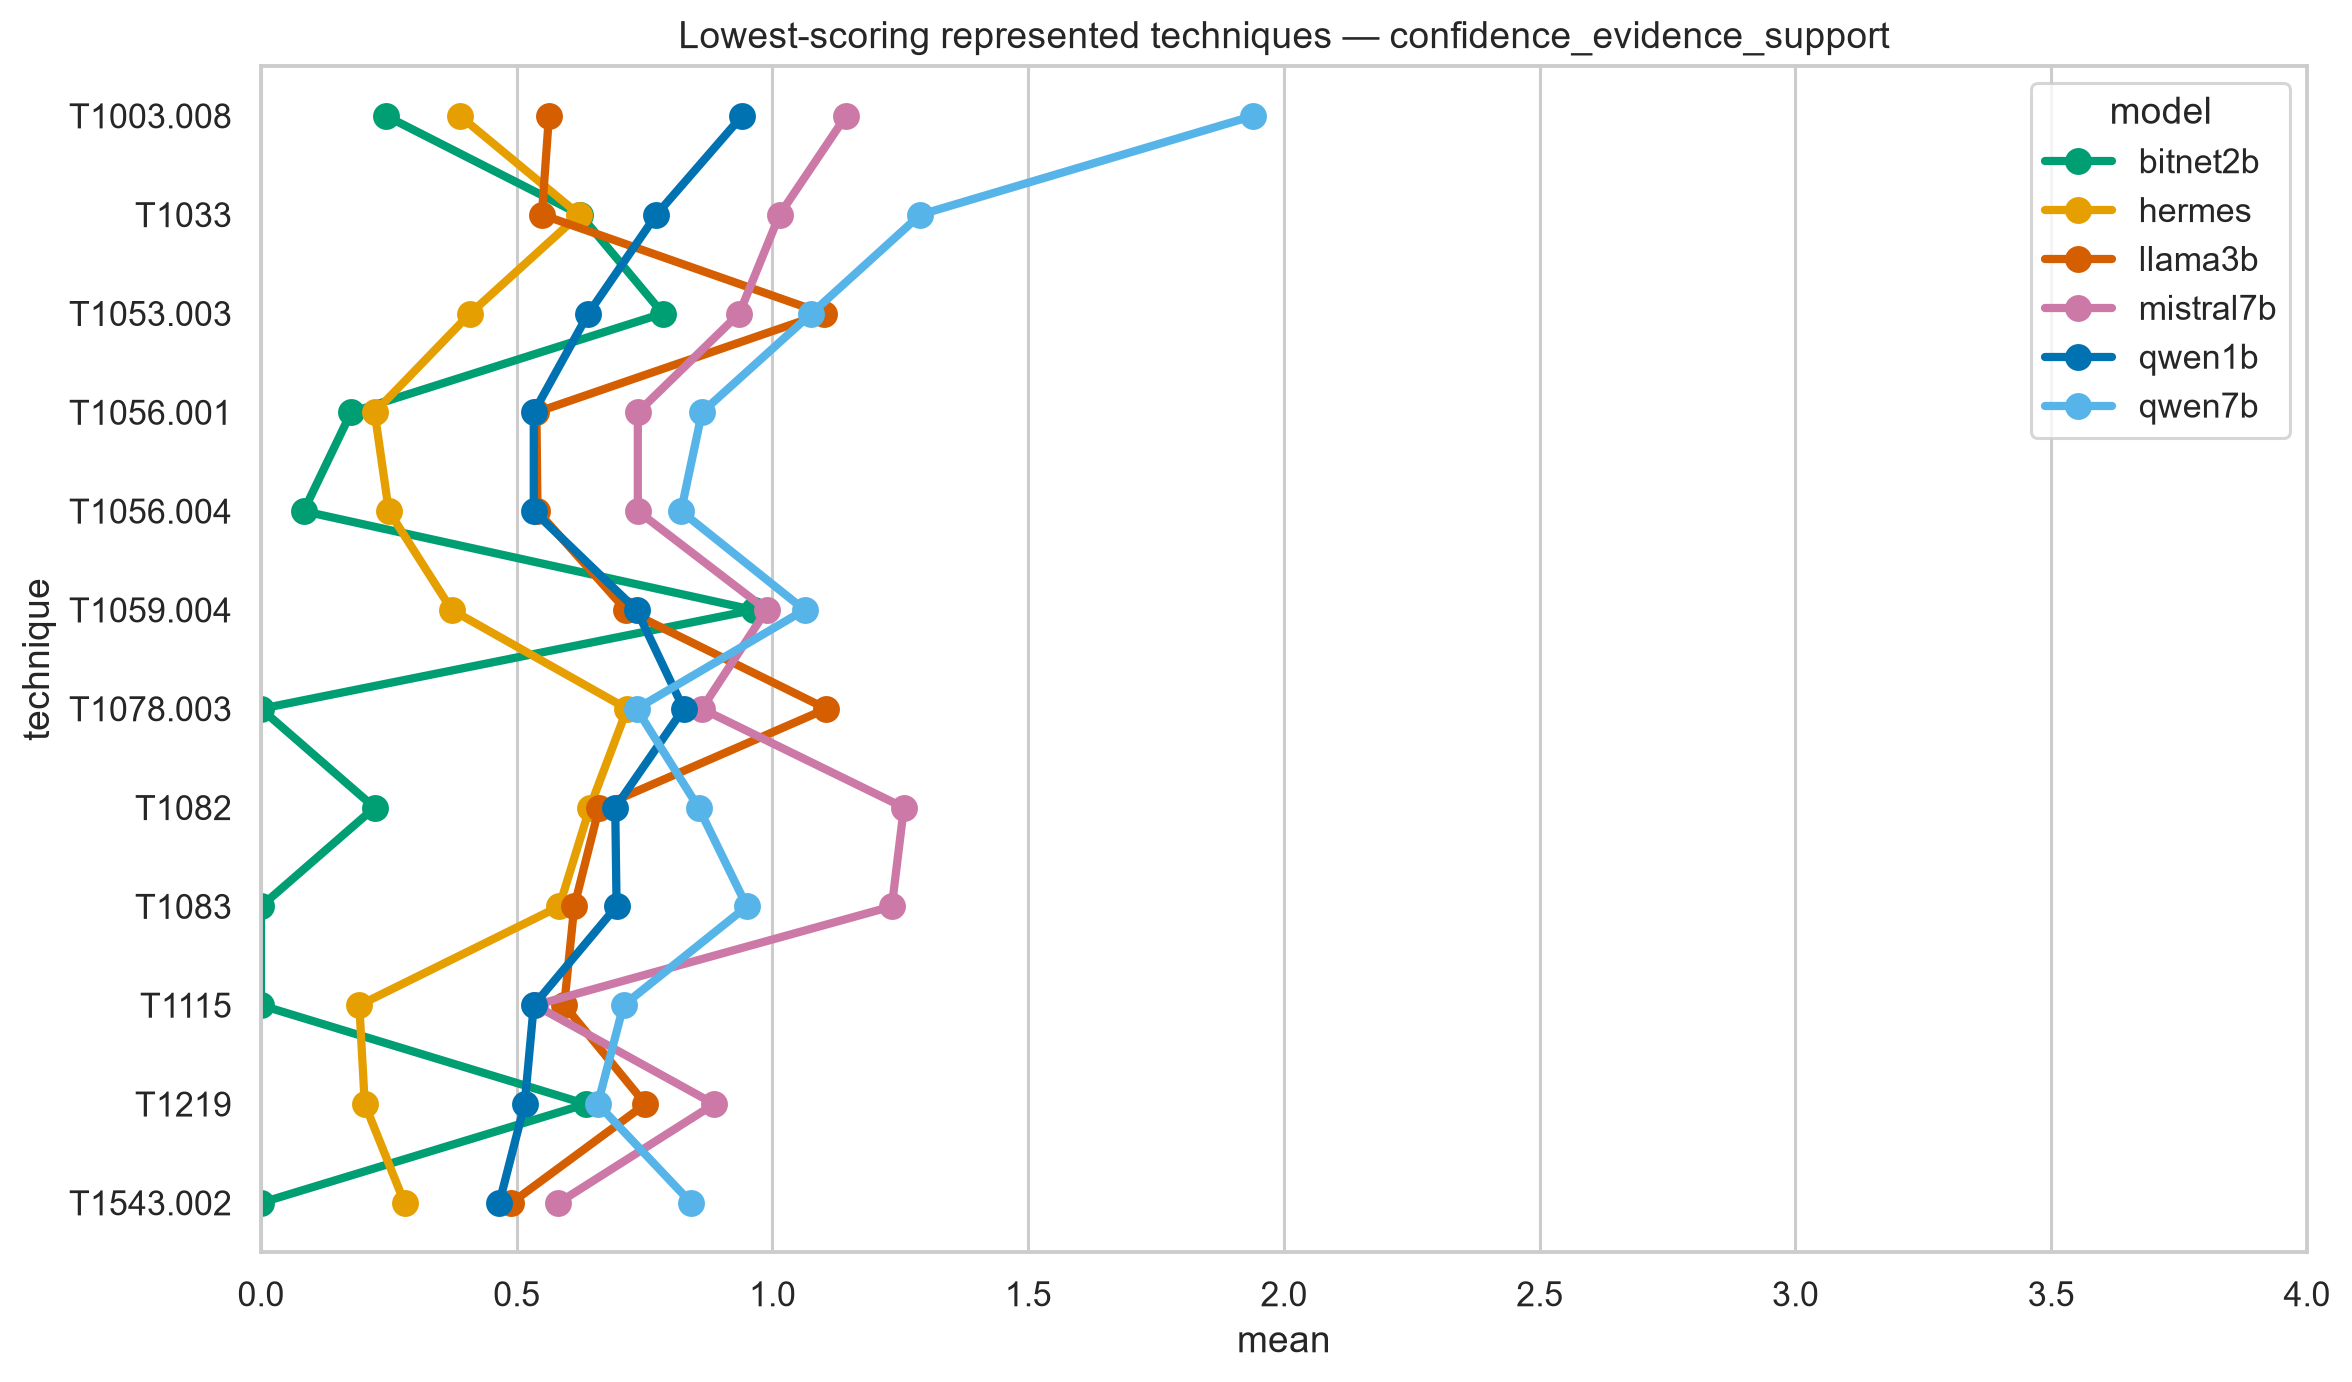 Lowest-scoring represented techniques — confidence_evidence_support
model
bitnet2b
hermes
llama3b
mistral7b
qwen1b
qwen7b
technique
T1003.008
T1033
T1053.003
T1056.001
T1056.004
T1059.004
T1078.003
T1082
T1083
T1115
T1219
T1543.002
0.0 0.5 1.0 1.5 2.0 2.5 3.0 3.5 4.0
mean